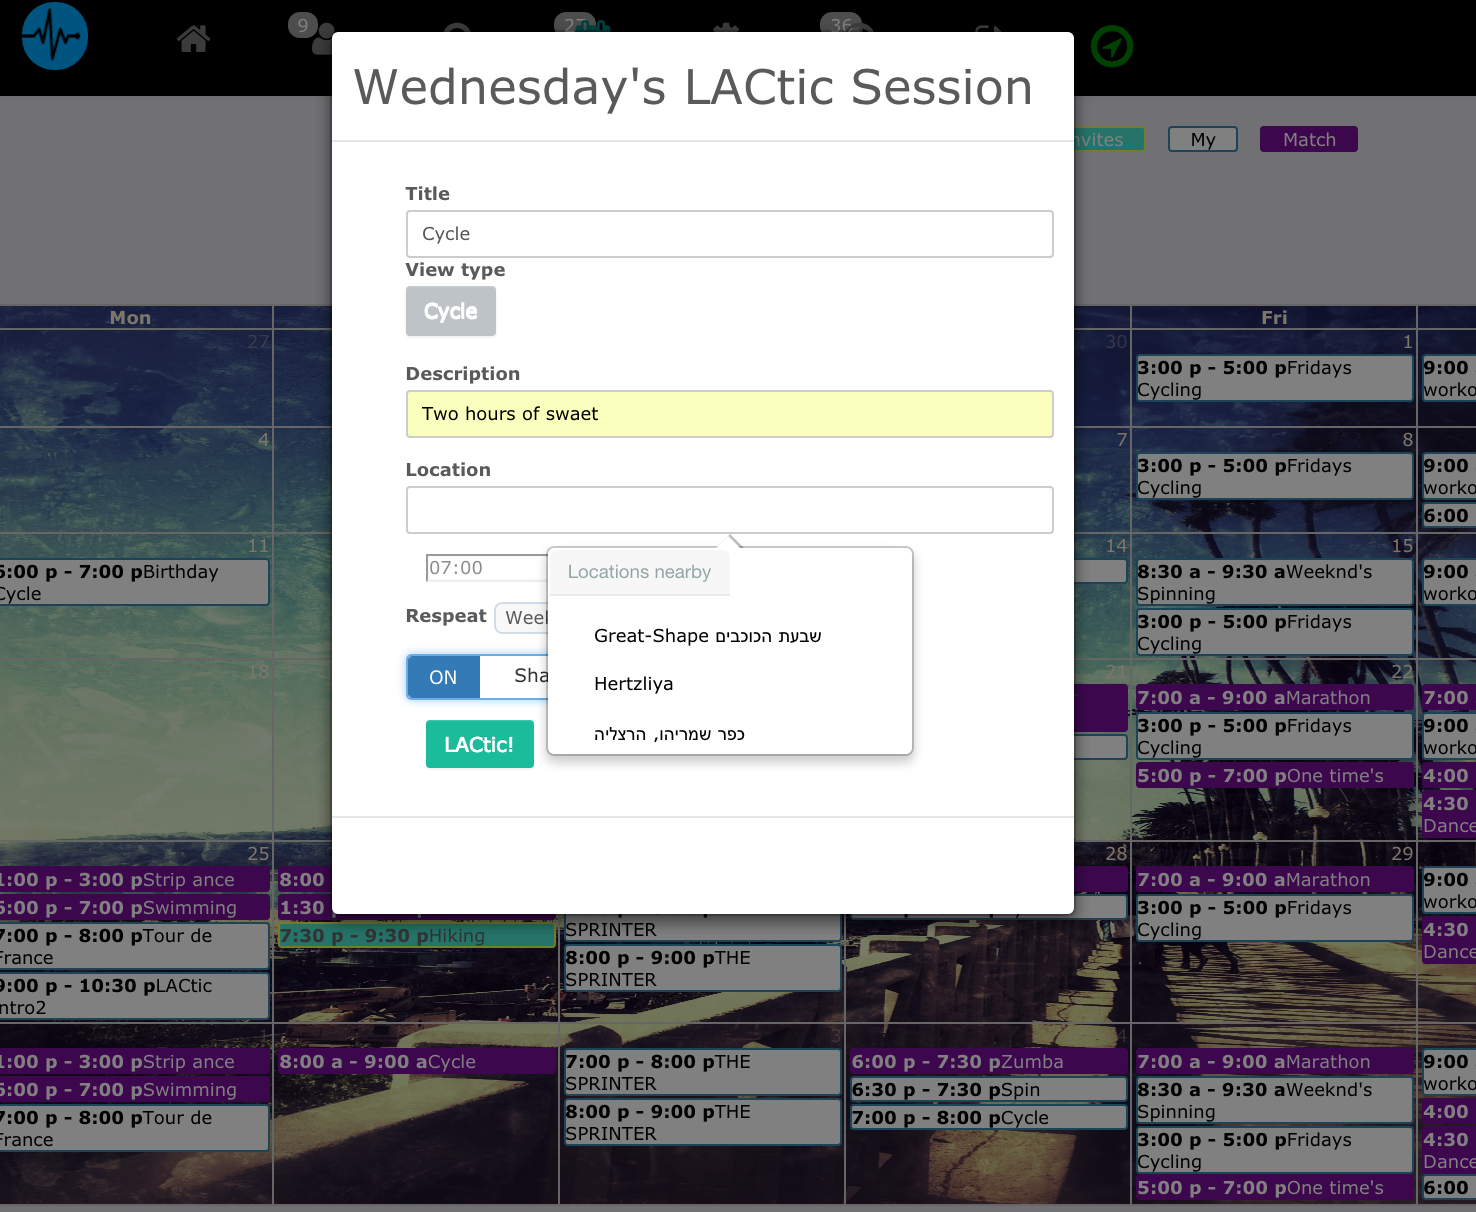 9
27
36
Wednesday's LACtic Session
nvites
My
Match
Title
Cycle
View type
Cycle
Description
Two hours of swaet
Location
07:00
Locations nearby
Great-Shape שבעת הכוכבים
Hertzliya
כפר שמריהו, הרצליה
Respeat
Week
ON
Sha
LACtic!
Mon
Fri
27
30
1
3:00 p - 5:00 pFridays
Cycling
9:00
worko
4
7
8
3:00 p - 5:00 pFridays
Cycling
9:00
worko
6:00
11
6:00 p - 7:00 pBirthday
Cycle
14
15
8:30 a - 9:30 aWeeknd's
Spinning
3:00 p - 5:00 pFridays
Cycling
9:00
worko
18
21
22
7:00 a - 9:00 aMarathon
3:00 p - 5:00 pFridays
Cycling
5:00 p - 7:00 pOne time's
7:00
9:00
worko
4:00
4:30
Dance
25
1:00 p - 3:00 pStrip ance
6:00 p - 7:00 pSwimming
7:00 p - 8:00 pTour de
France
9:00 p - 10:30 pLACtic
intro2
8:00
1:30
7:30 p - 9:30 pHiking
SPRINTER
8:00 p - 9:00 pTHE
SPRINTER
28
29
7:00 a - 9:00 aMarathon
3:00 p - 5:00 pFridays
Cycling
9:00
worko
4:30
Dance
1
1:00 p - 3:00 pStrip ance
6:00 p - 7:00 pSwimming
7:00 p - 8:00 pTour de
France
8:00 a - 9:00 aCycle
3
7:00 p - 8:00 pTHE
SPRINTER
8:00 p - 9:00 pTHE
SPRINTER
4
6:00 p - 7:30 pZumba
6:30 p - 7:30 pSpin
7:00 p - 8:00 pCycle
7:00 a - 9:00 aMarathon
8:30 a - 9:30 aWeeknd's
Spinning
3:00 p - 5:00 pFridays
Cycling
5:00 p - 7:00 pOne time's
9:00
worko
4:00
4:30
Dance
6:00